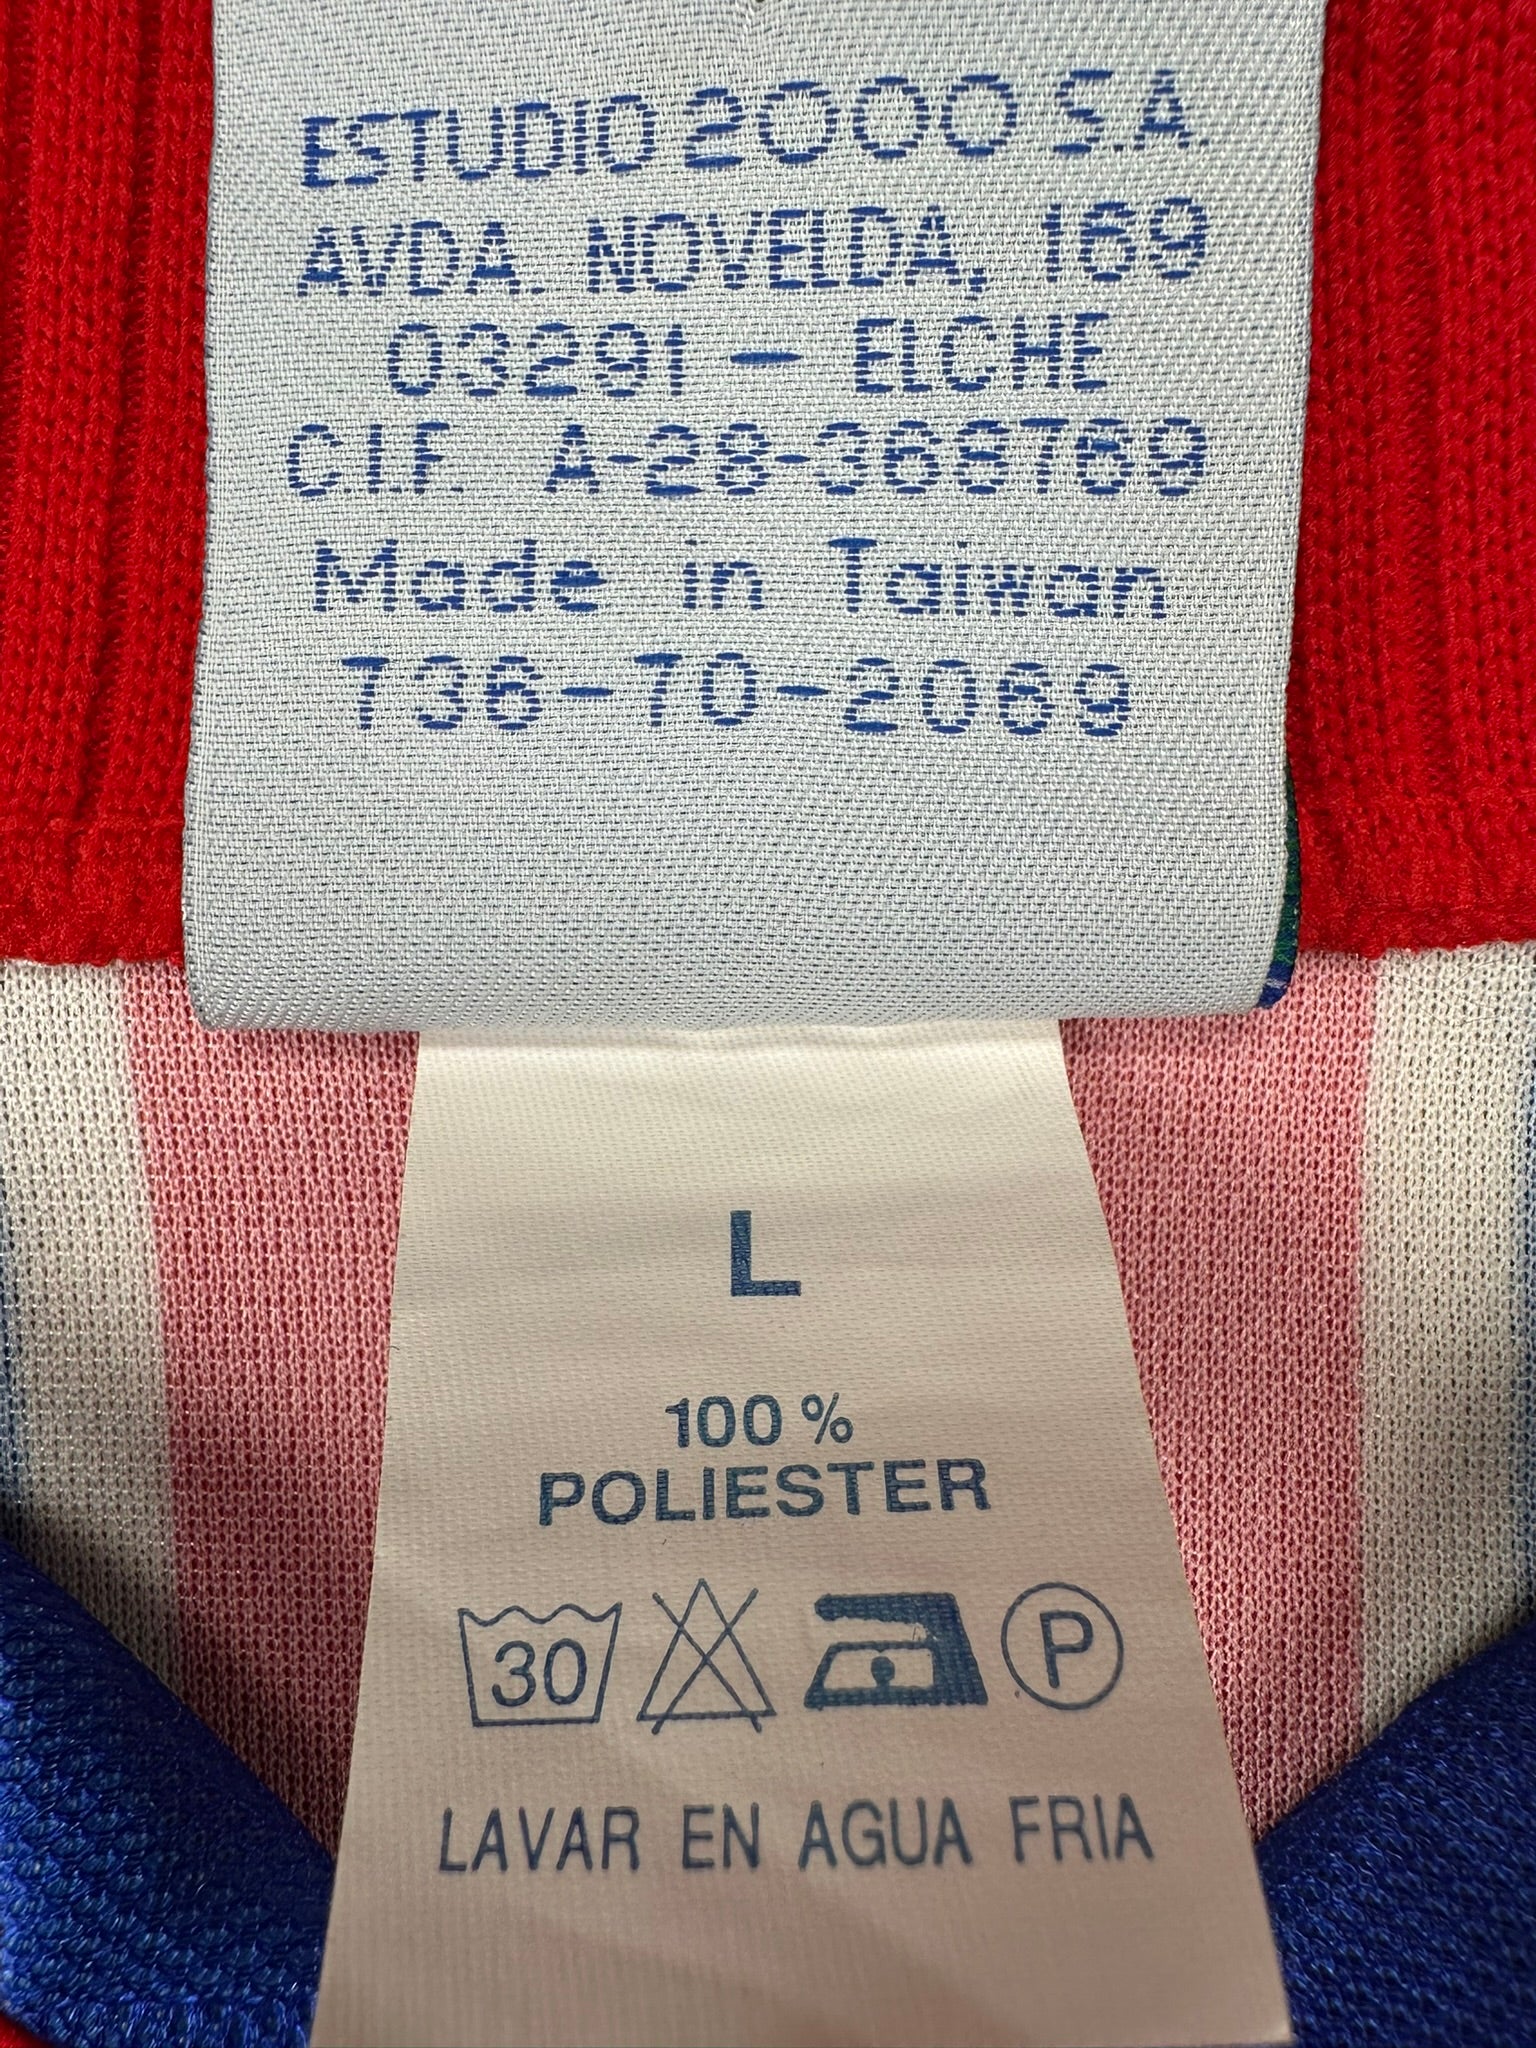 ESTUDIO 2000 S.A.
AVDA. NOVELDA, 169
03291 - ELCHE
C.I.F. A-28-368769
Made in Taiwan
T36-70-2069
L
100 %
POLIESTER
30
P
LAVAR EN AGUA FRIA